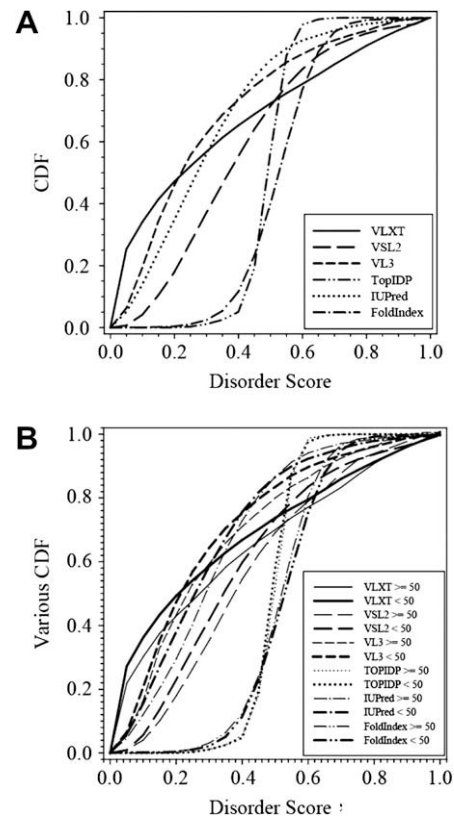 A
CDF
1.0
0.8
0.6
0.4
0.2
0.0
VLXT
VSL2
VL3
TopIDP
IUPred
FoldIndex
0.0 0.2 0.4 0.6 0.8 1.0
Disorder Score
B
Various CDF
1.0
0.8
0.6
0.4
0.2
0.0
VLXT >= 50
VLXT < 50
VSL2 >= 50
VSL2 < 50
VL3 >= 50
VL3 < 50
TOPIDP >= 50
TOPIDP < 50
IUPred >= 50
IUPred < 50
FoldIndex >= 50
FoldIndex < 50
0.0 0.2 0.4 0.6 0.8 1.0
Disorder Score